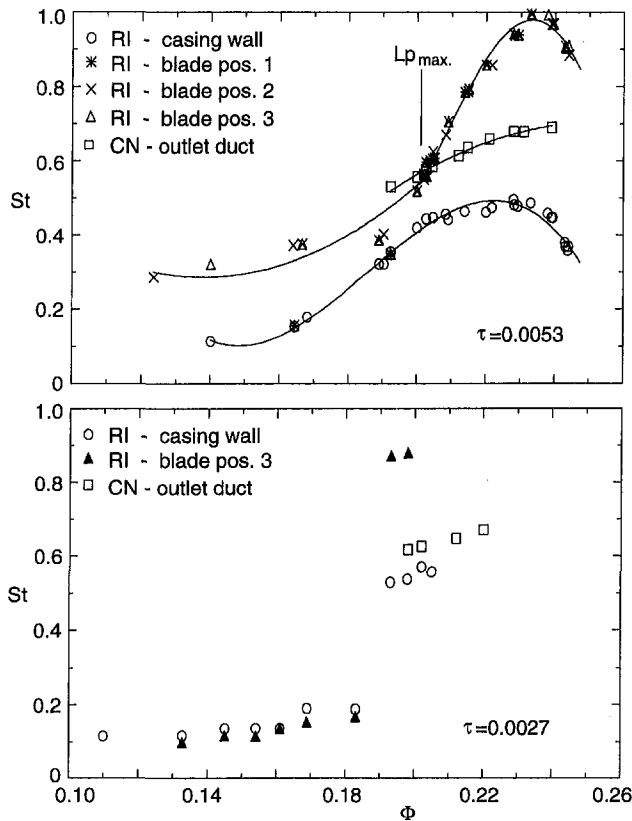 1.0
○ RI - casing wall
✳ RI - blade pos. 1
× RI - blade pos. 2
△ RI - blade pos. 3
□ CN - outlet duct
Lpmax.
0.8
0.6
St
0.4
0.2
τ=0.0053
0
1.0
○ RI - casing wall
▲ RI - blade pos. 3
□ CN - outlet duct
0.8
0.6
St
0.4
0.2
τ=0.0027
0
0.10 0.14 0.18 0.22 0.26
Φ